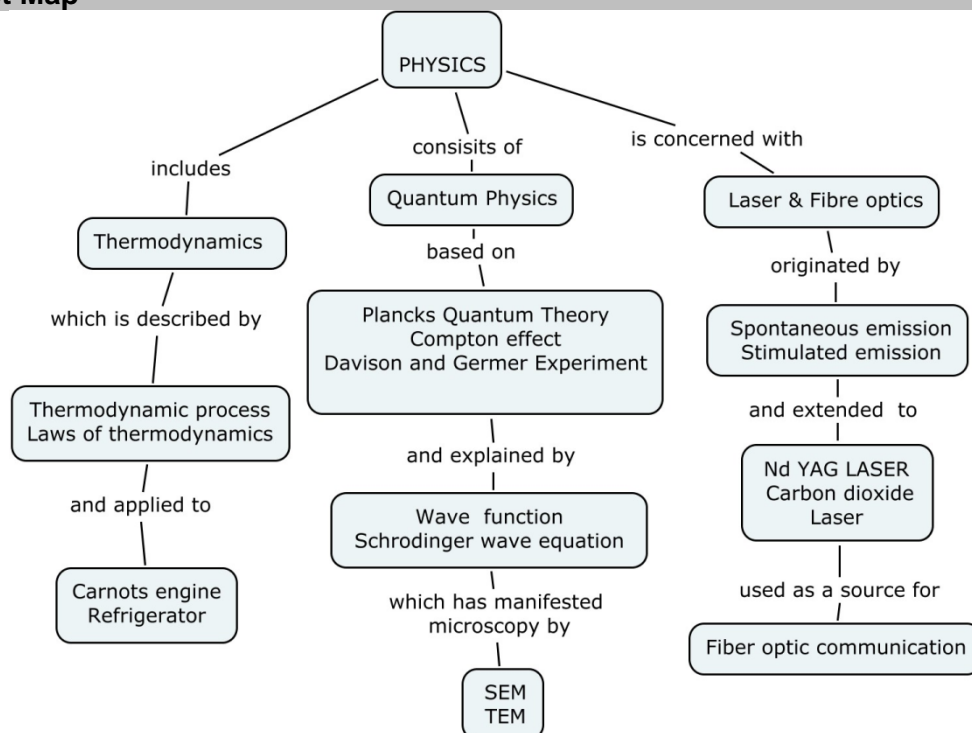 PHYSICS
includes
consisits of
is concerned with
Thermodynamics
Quantum Physics
Laser & Fibre optics
which is described by
based on
originated by
Thermodynamic process
Laws of thermodynamics
Plancks Quantum Theory
Compton effect
Davison and Germer Experiment
Spontaneous emission
Stimulated emission
and applied to
and explained by
and extended to
Carnots engine
Refrigerator
Wave function
Schrodinger wave equation
Nd YAG LASER
Carbon dioxide
Laser
which has manifested
microscopy by
used as a source for
SEM
TEM
Fiber optic communication